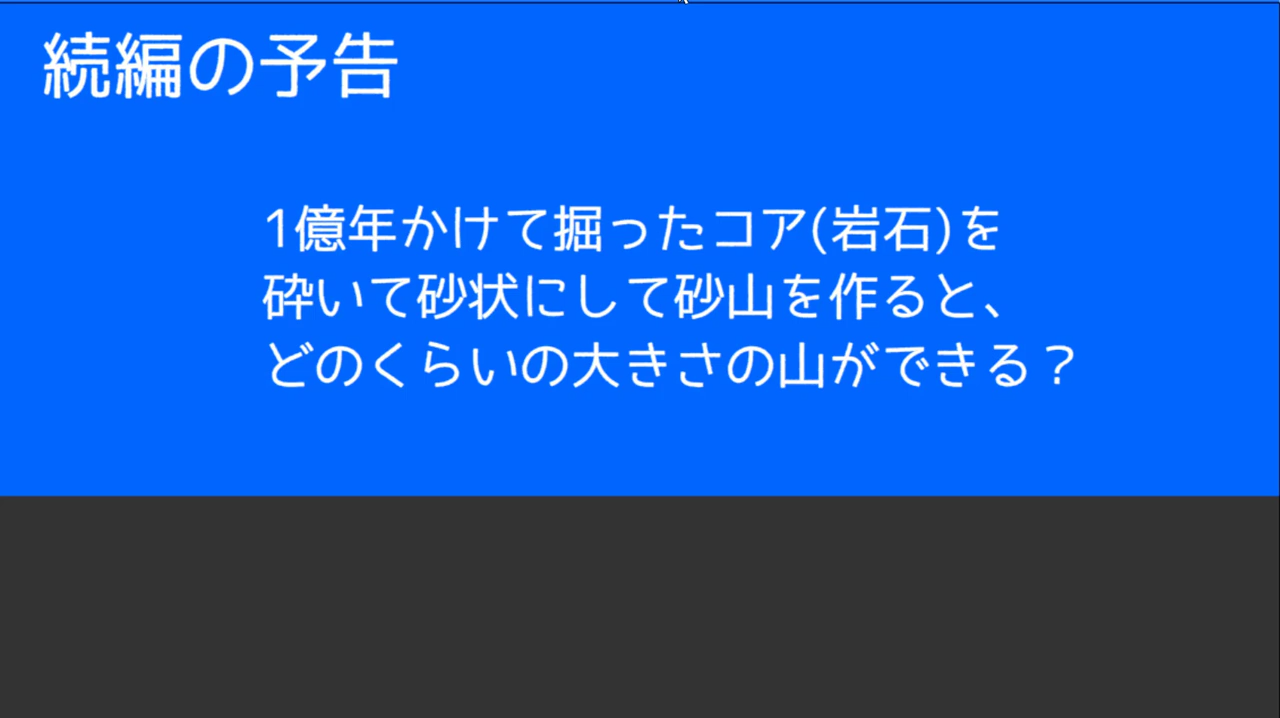 続編の予告
1億年かけて掘ったコア(岩石)を
砕いて砂状にして砂山を作ると、
どのくらいの大きさの山ができる？